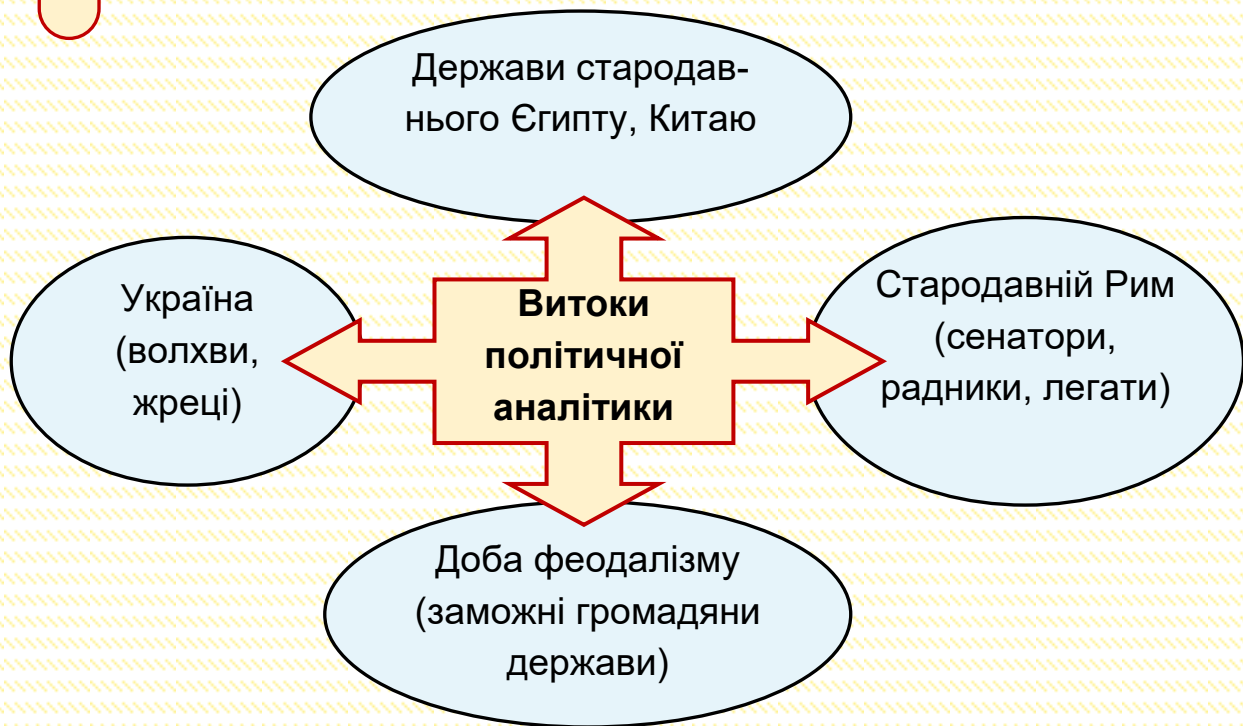 Держави стародав-
нього Єгипту, Китаю
Україна
(волхви,
жреці)
Витоки
політичної
аналітики
Стародавній Рим
(сенатори,
радники, легати)
Доба феодалізму
(заможні громадяни
держави)